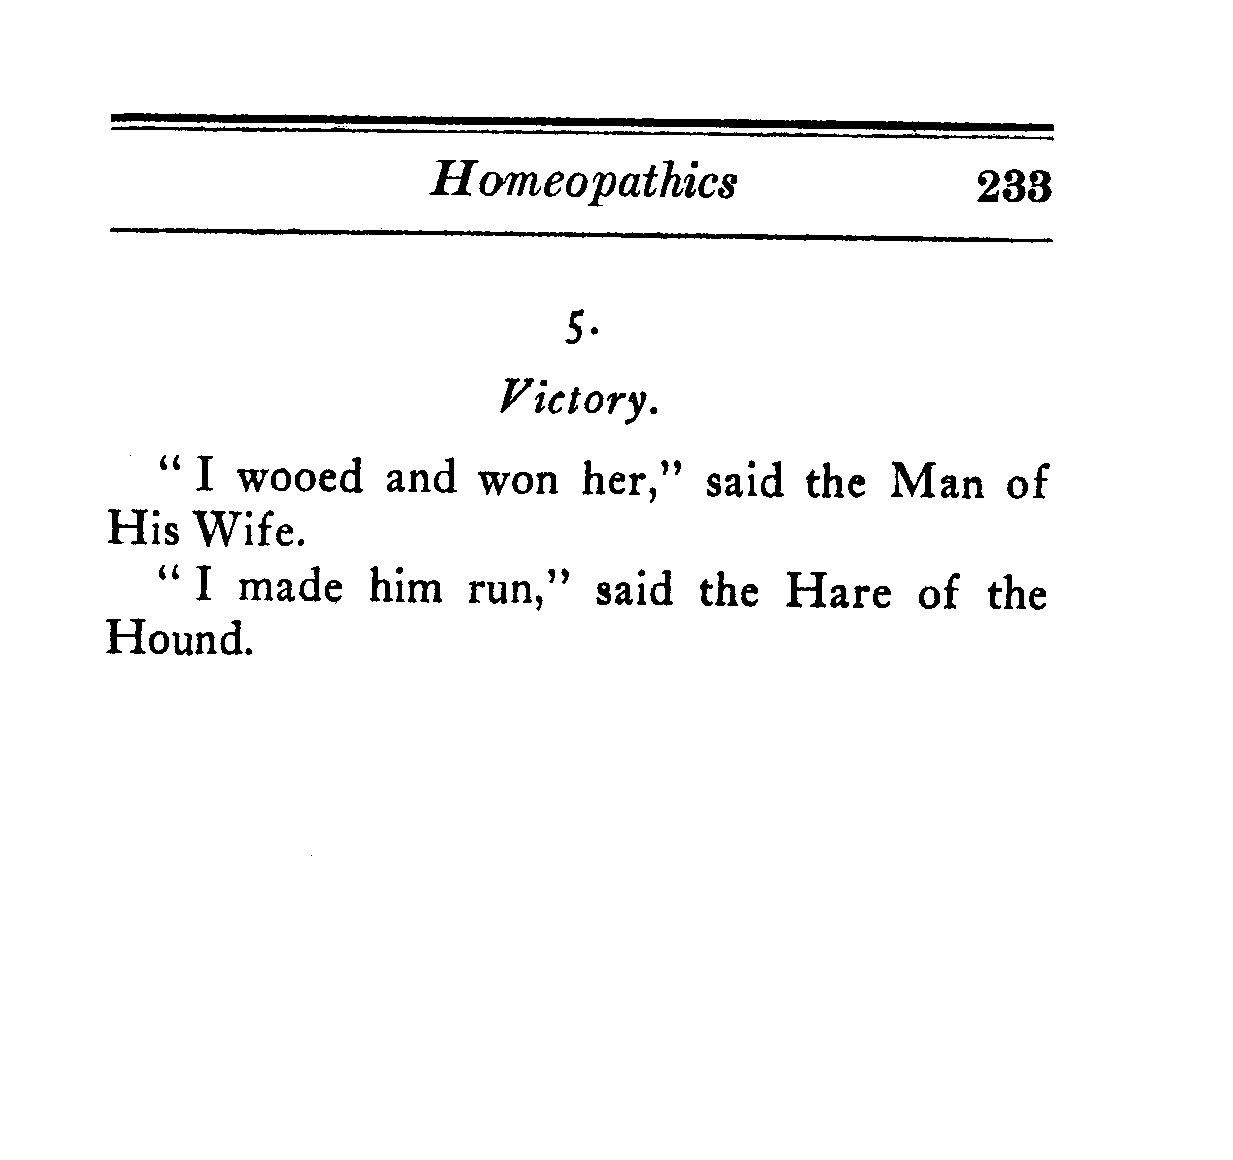 Homeopathics 233
5.
Victory.
“ I wooed and won her,” said the Man of
His Wife.
“ I made him run,” said the Hare of the
Hound.